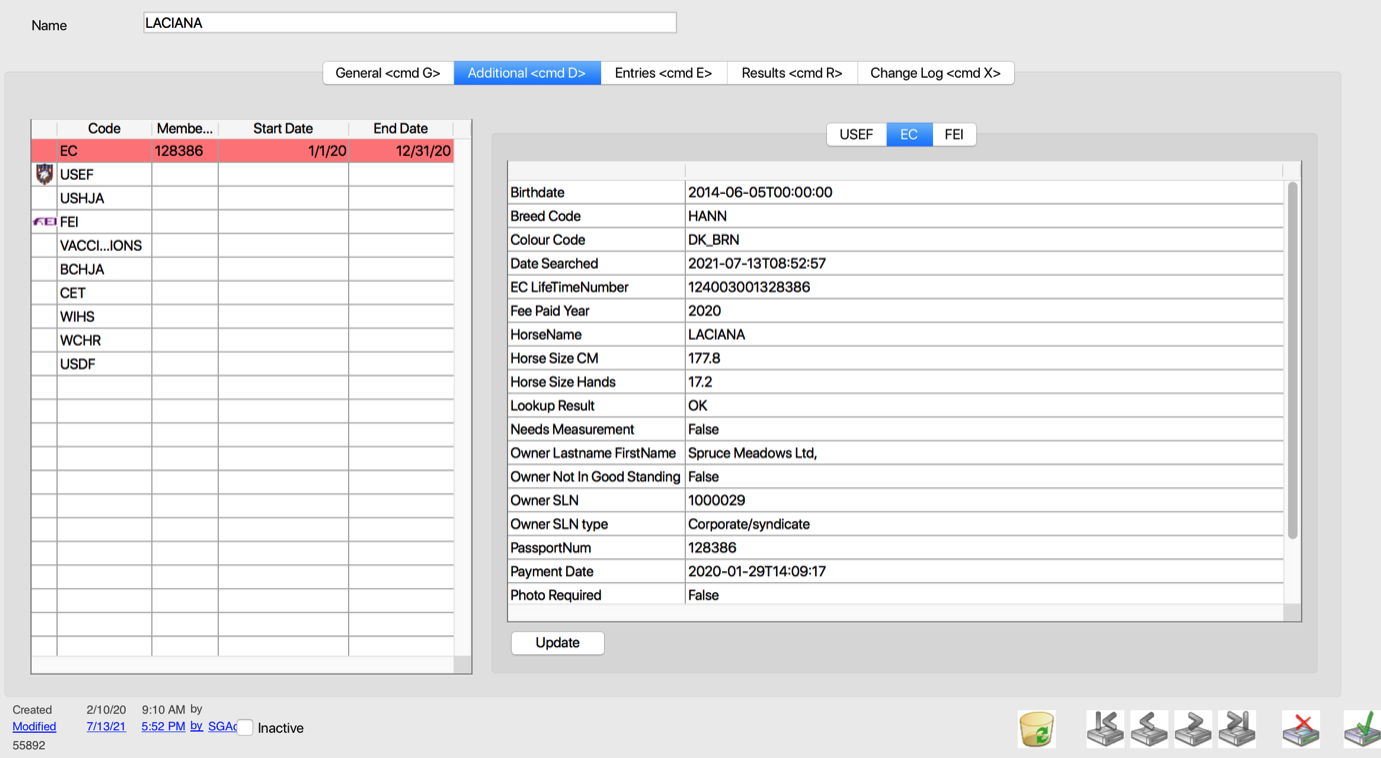 Name LACIANA
General <cmd G> Additional <cmd D> Entries <cmd E> Results <cmd R> Change Log <cmd X>
Code Membe... Start Date End Date
EC 128386 1/1/20 12/31/20
USEF
USHJA
FEI FEI
VACCI...IONS
BCHJA
CET
WIHS
WCHR
USDF
USEF EC FEI
Birthdate 2014-06-05T00:00:00
Breed Code HANN
Colour Code DK_BRN
Date Searched 2021-07-13T08:52:57
EC LifeTimeNumber 124003001328386
Fee Paid Year 2020
HorseName LACIANA
Horse Size CM 177.8
Horse Size Hands 17.2
Lookup Result OK
Needs Measurement False
Owner Lastname FirstName Spruce Meadows Ltd,
Owner Not In Good Standing False
Owner SLN 1000029
Owner SLN type Corporate/syndicate
PassportNum 128386
Payment Date 2020-01-29T14:09:17
Photo Required False
Update
Created 2/10/20 9:10 AM by
Modified 7/13/21 5:52 PM by SGAc Inactive
55892